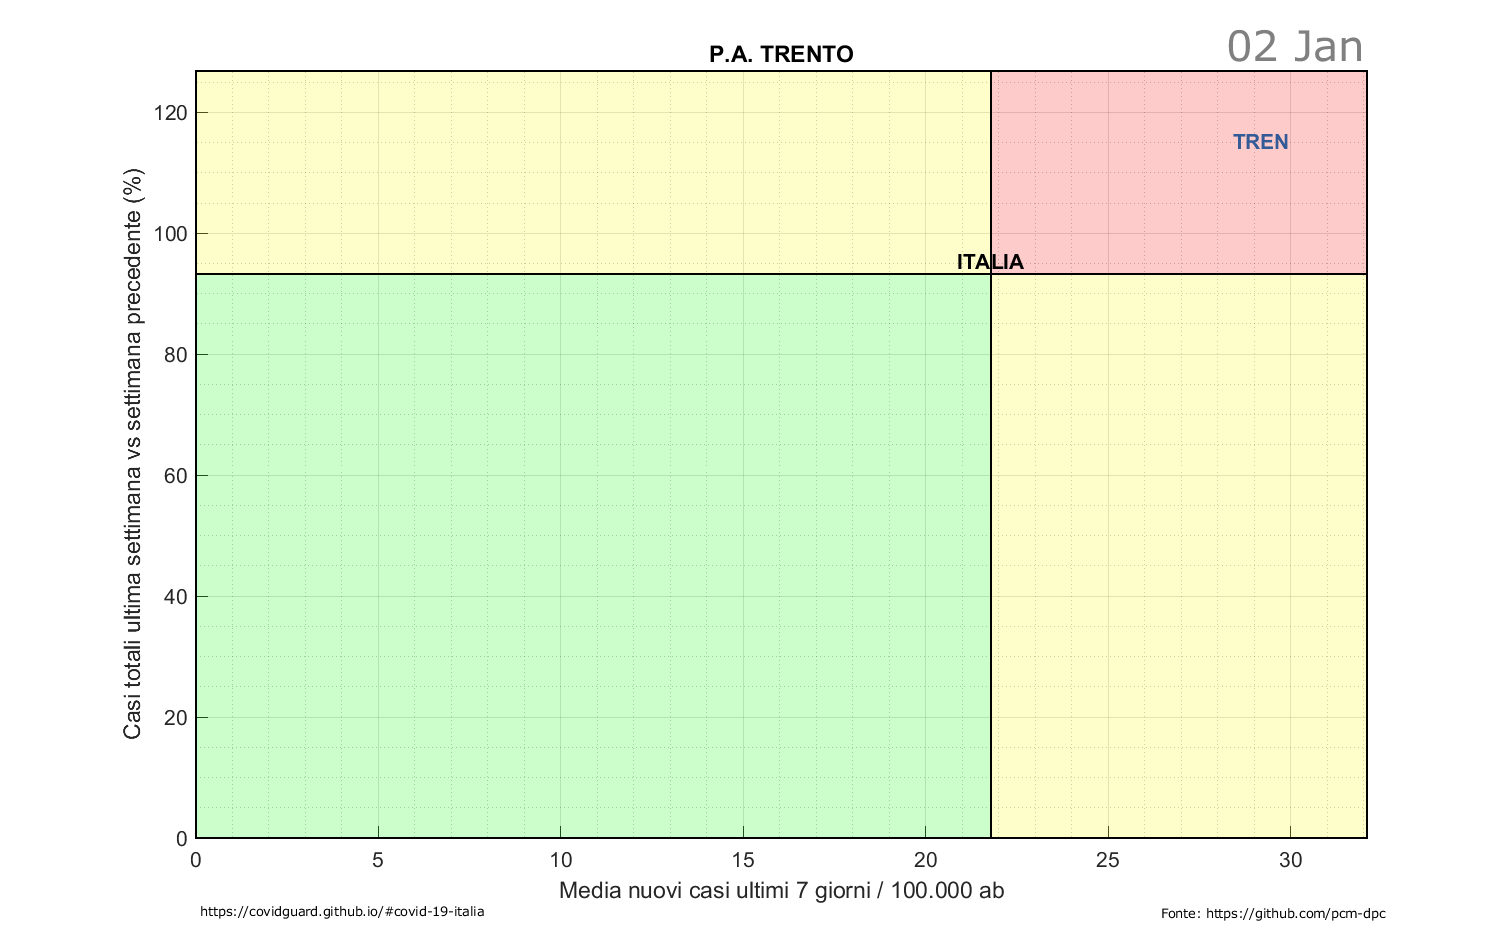 02 Jan
P.A. TRENTO
120
TREN
100
ITALIA
80
60
40
20
0
Casi totali ultima settimana vs settimana precedente (%)
0 5 10 15 20 25 30
Media nuovi casi ultimi 7 giorni / 100.000 ab
https://covidguard.github.io/#covid-19-italia
Fonte: https://github.com/pcm-dpc